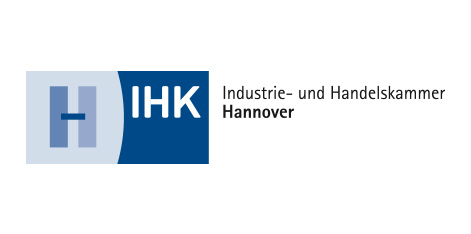 IHK
Industrie- und Handelskammer
Hannover